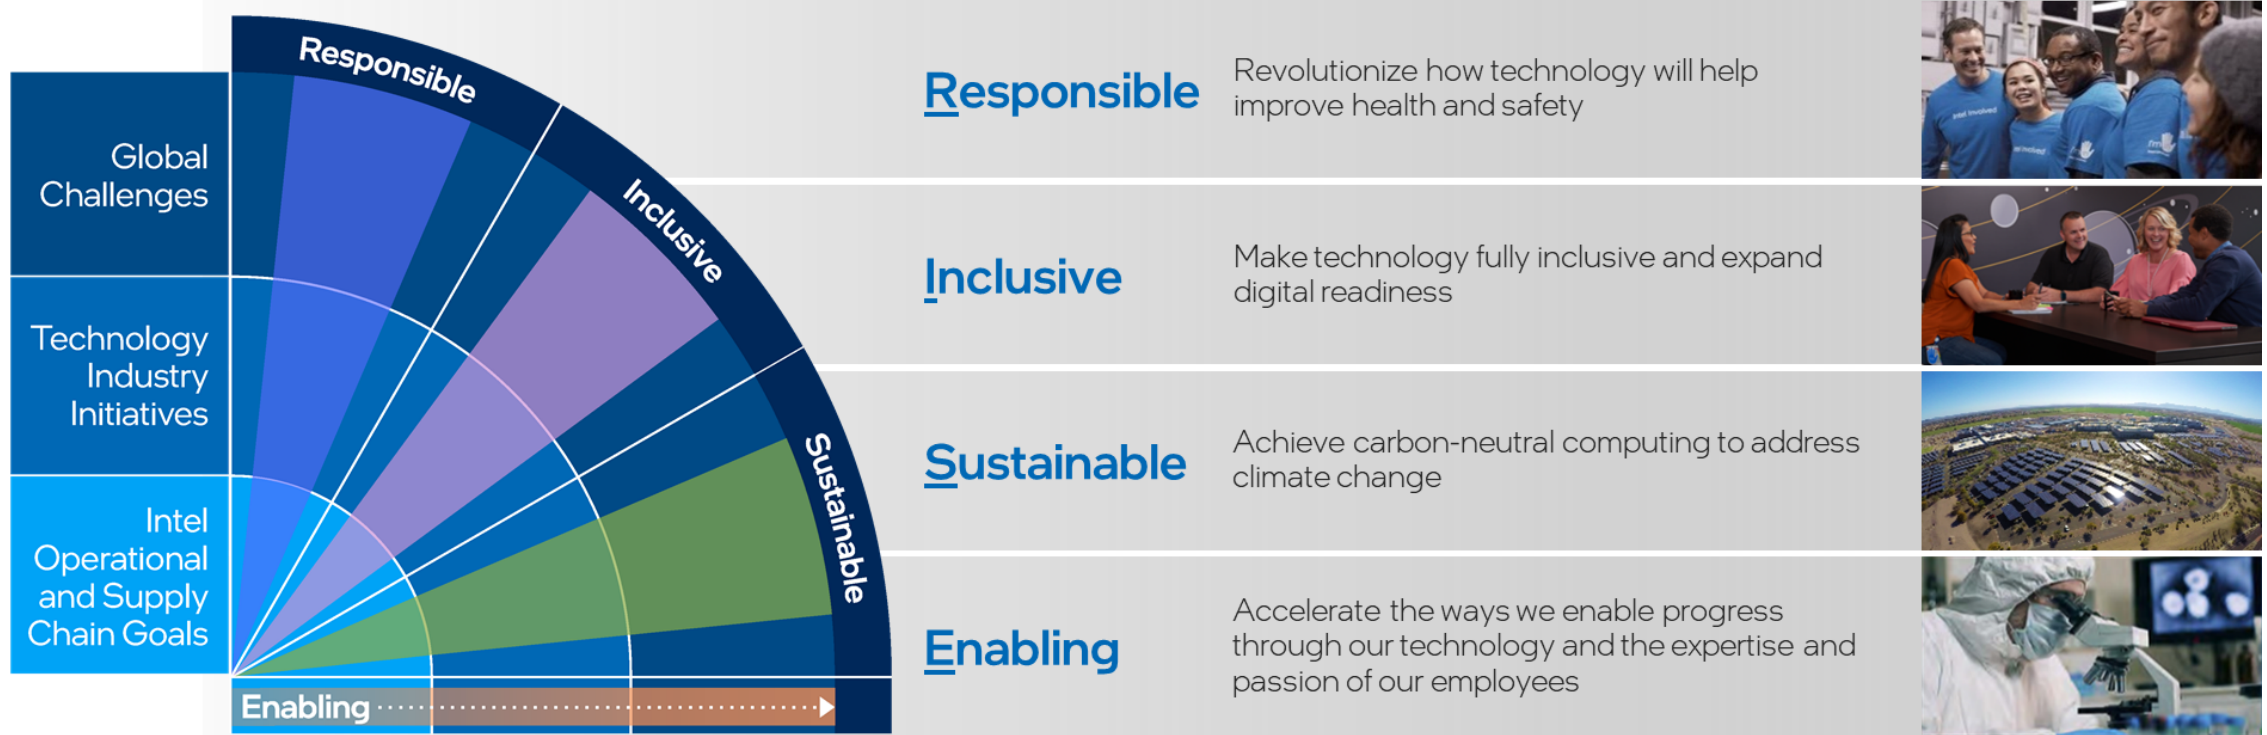 Global
Challenges
Technology
Industry
Initiatives
Intel
Operational
and Supply
Chain Goals
Responsible
Inclusive
Sustainable
Enabling
Responsible
Revolutionize how technology will help
improve health and safety
Inclusive
Make technology fully inclusive and expand
digital readiness
Sustainable
Achieve carbon-neutral computing to address
climate change
Enabling
Accelerate the ways we enable progress
through our technology and the expertise and
passion of our employees
Intel Involved